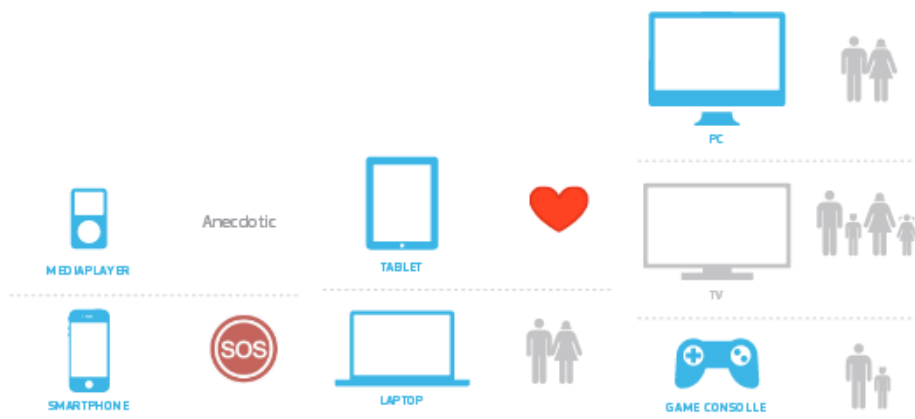 PC
Anecdotic
MEDIAPLAYER
TABLET
TV
SOS
SMARTPHONE
LAPTOP
GAME CONSOLLE